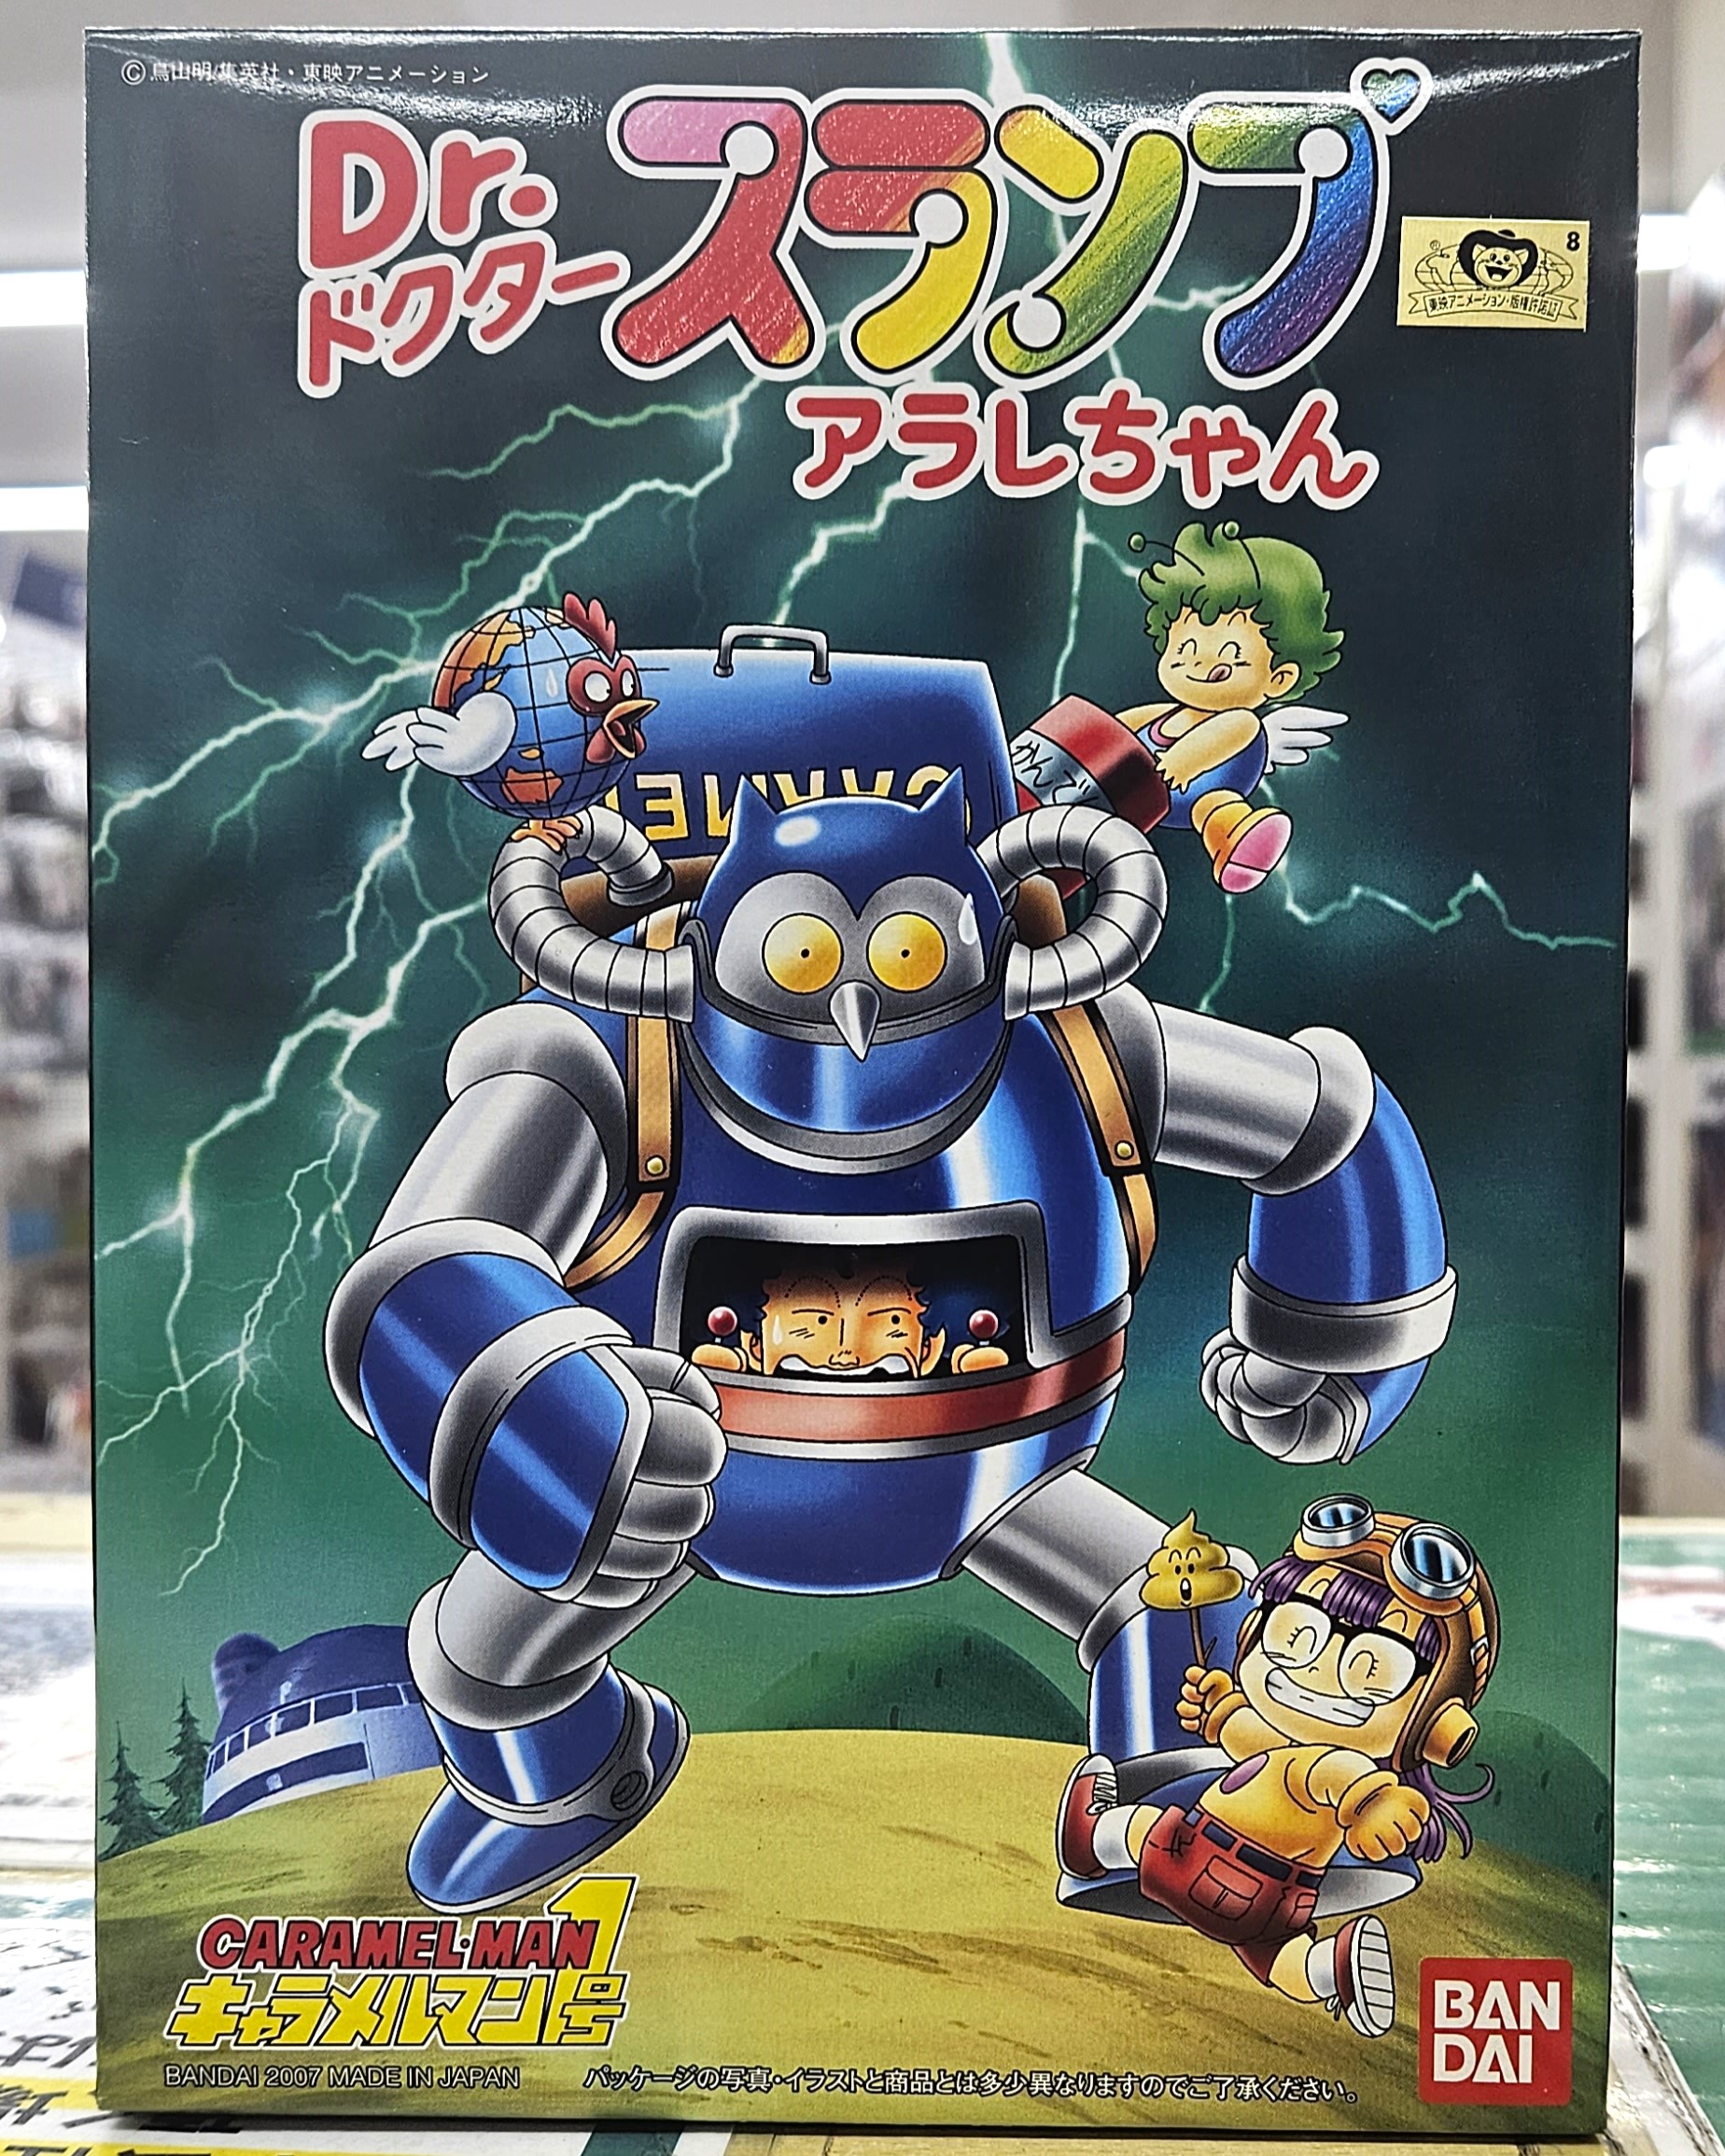 ©鳥山明/集英社・東映アニメーション
Dr.
ドクター
スランプ
アラレちゃん
8
東映アニメーション・版権許諾証
かんでち
CARAMEL・MAN 1
キャラメルマン1号
BANDAI 2007 MADE IN JAPAN
パッケージの写真・イラストと商品とは多少異なりますのでご了承ください。
BAN
DAI